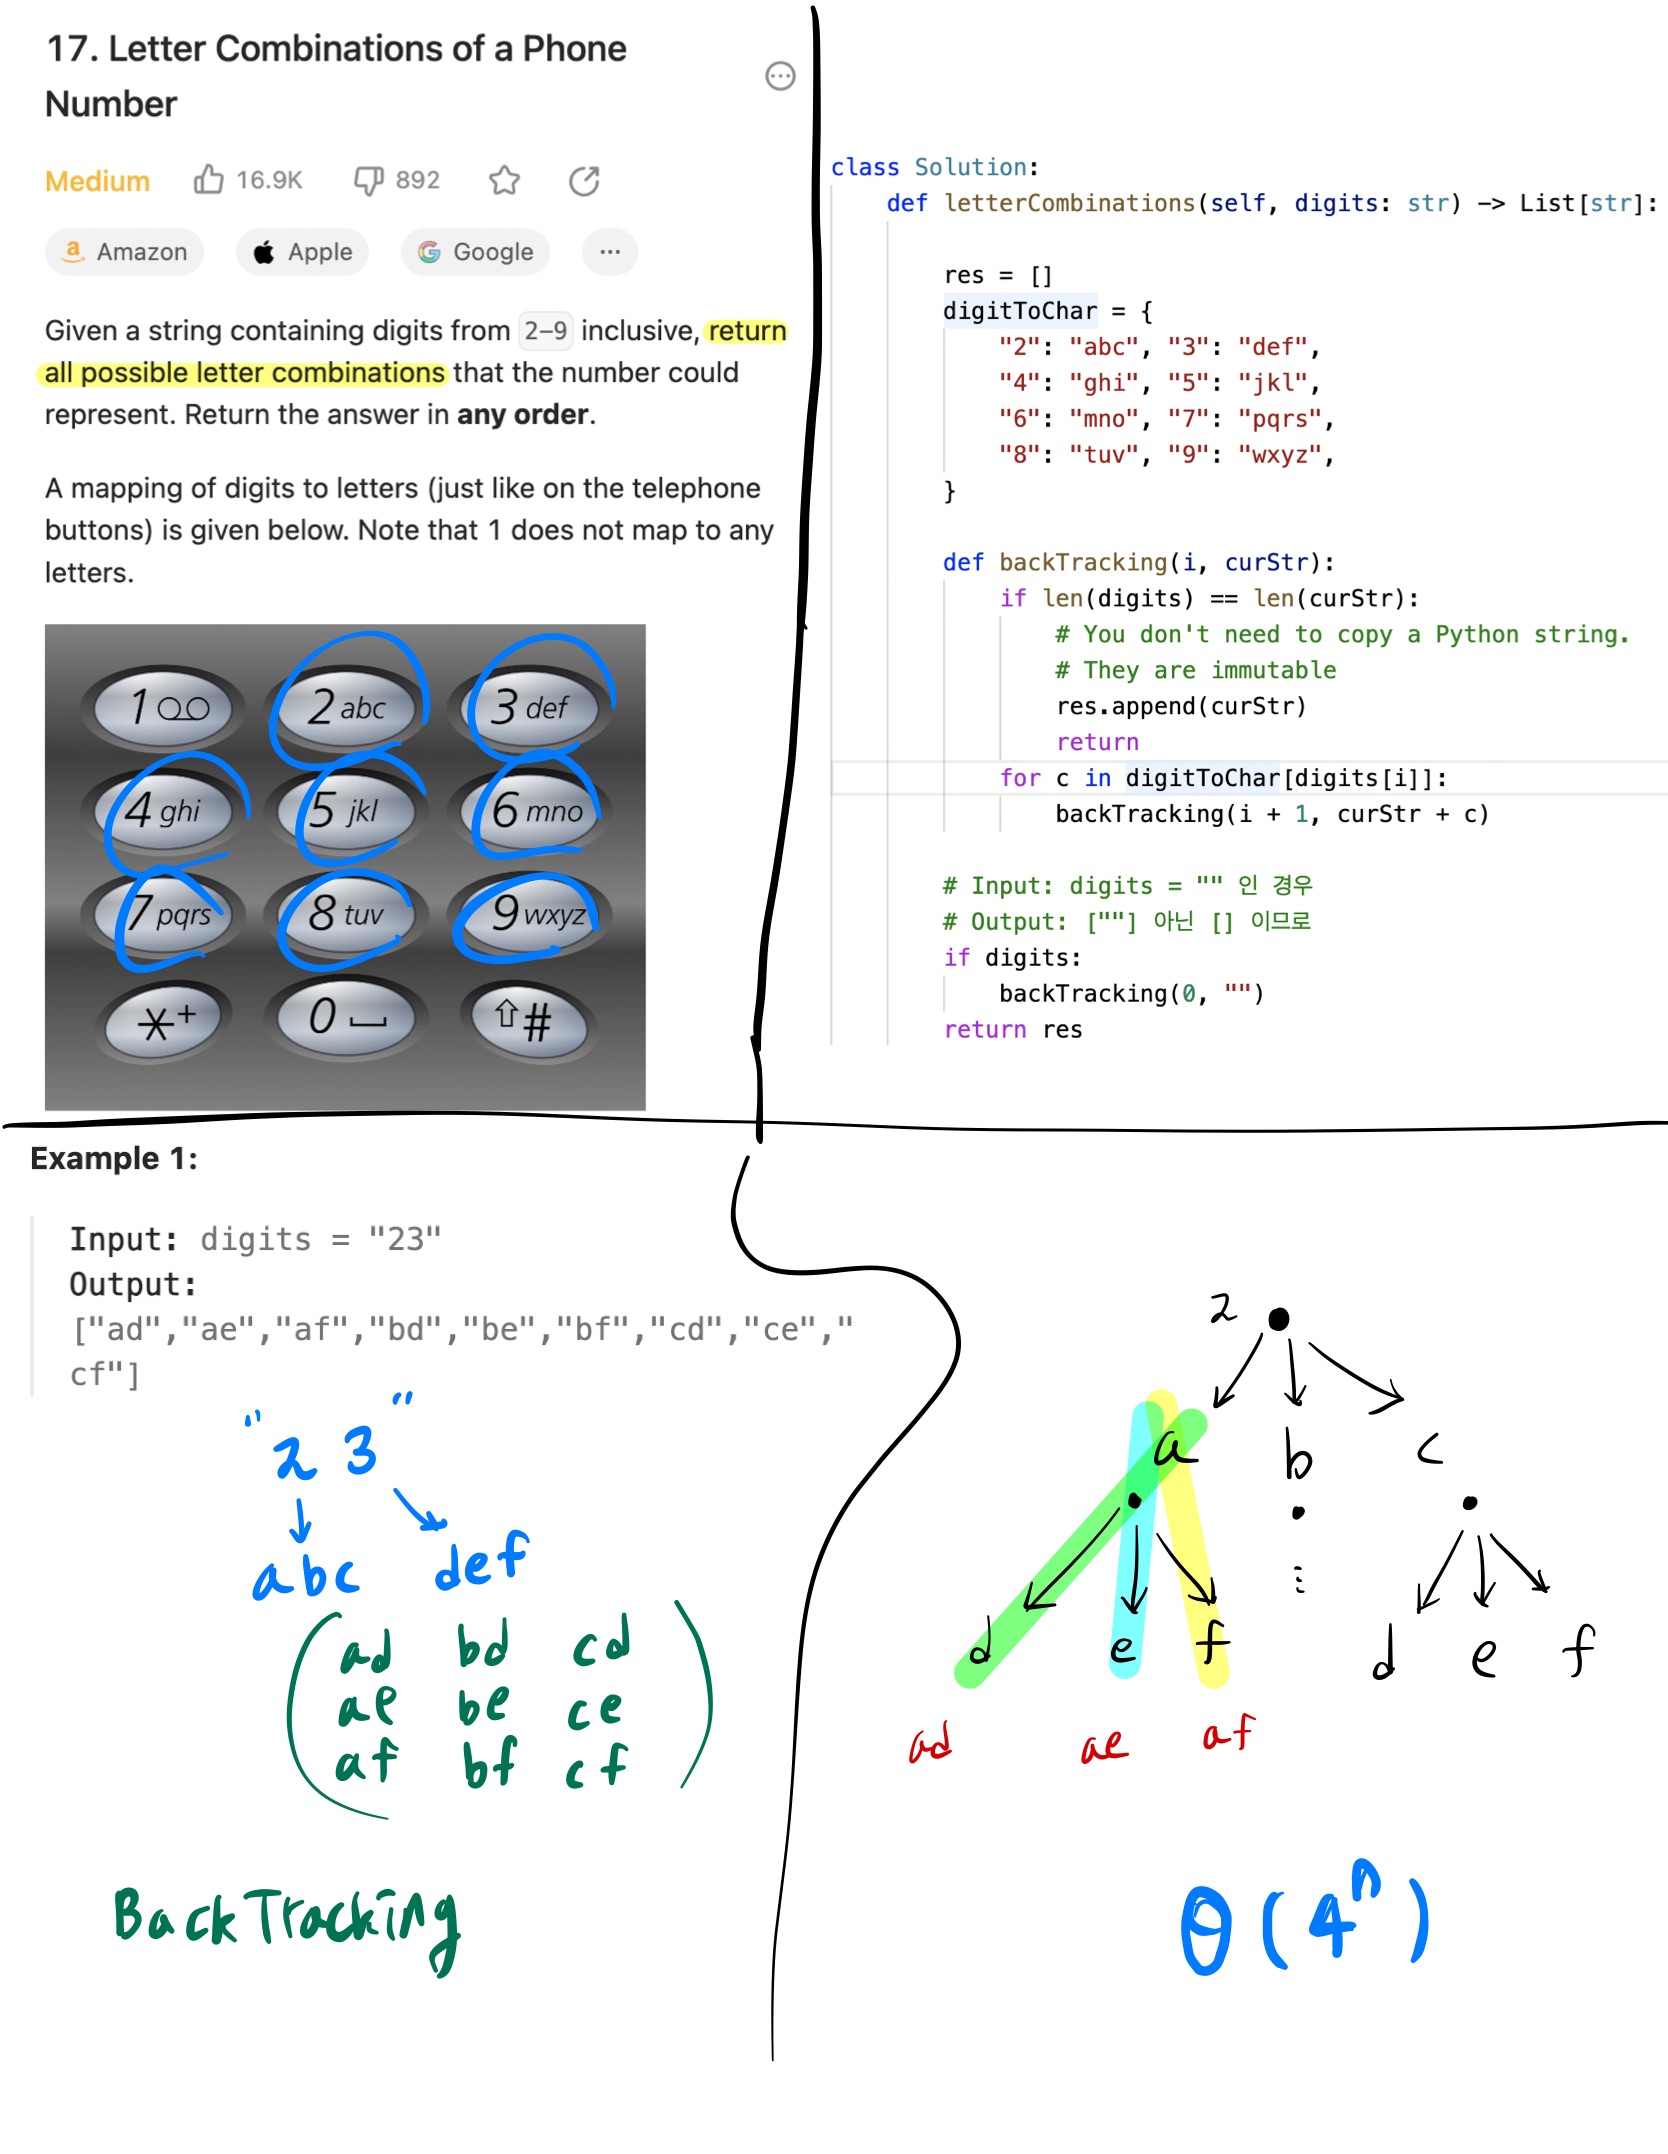 17. Letter Combinations of a Phone
Number
Medium 16.9K 892
Amazon Apple Google ...
Given a string containing digits from 2-9 inclusive, return
all possible letter combinations that the number could
represent. Return the answer in any order.
A mapping of digits to letters (just like on the telephone
buttons) is given below. Note that 1 does not map to any
letters.
1 2 abc 3 def
4 ghi 5 jkl 6 mno
7 pqrs 8 tuv 9 wxyz
*+ 0 #
class Solution:
def letterCombinations(self, digits: str) -> List[str]:
res = []
digitToChar = {
"2": "abc", "3": "def",
"4": "ghi", "5": "jkl",
"6": "mno", "7": "pqrs",
"8": "tuv", "9": "wxyz",
}
def backTracking(i, curStr):
if len(digits) == len(curStr):
# You don't need to copy a Python string.
# They are immutable
res.append(curStr)
return
for c in digitToChar[digits[i]]:
backTracking(i + 1, curStr + c)
# Input: digits = "" 인 경우
# Output: [""] 아닌 [] 이므로
if digits:
backTracking(0, "")
return res
Example 1:
Input: digits = "23"
Output:
["ad","ae","af","bd","be","bf","cd","ce","
cf"]
"2 3"
abc def
ad bd cd
ae be ce
af bf cf
BackTracking
2
a b c
d e f d e f
ad ae af
θ(4ⁿ)